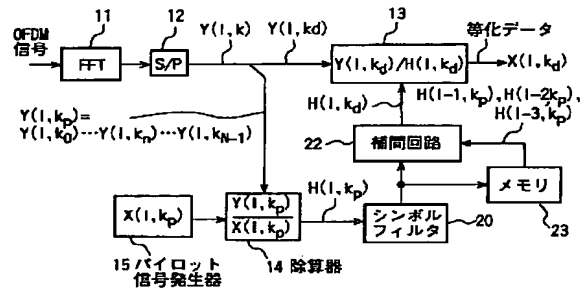 11
12
13
OFDM
信号
FFT
S/P
Y(l,k)
Y(l,kd)
Y(l,kd)/H(l,kd)
等化データ
X(l,kd)
Y(l,kp)=
Y(l,k0)⋯Y(l,kn)⋯Y(l,kN-1)
H(l,kd)
H(l-1,kp),H(l-2kp),
H(l-3,kp)
22
補間回路
メモリ
23
X(l,kp)
Y(l,kp)
X(l,kp)
H(l,kp)
シンボル
フィルタ
20
15 パイロット
信号発生器
14 除算器